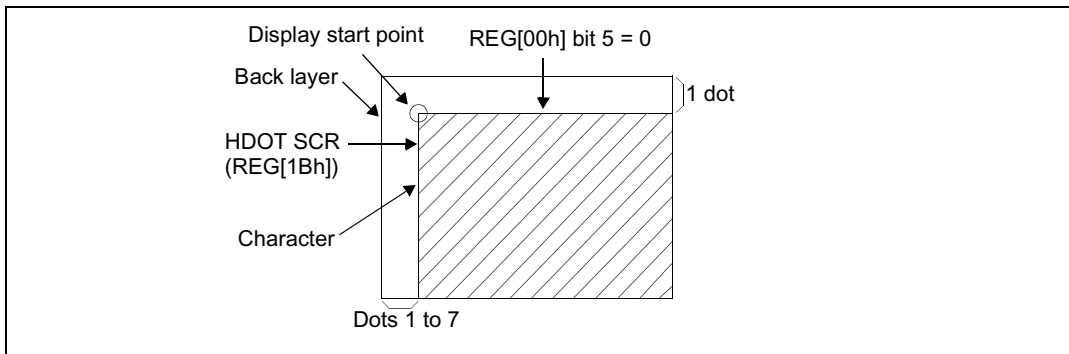 Display start point
REG[00h] bit 5 = 0
Back layer
1 dot
HDOT SCR
(REG[1Bh])
Character
Dots 1 to 7